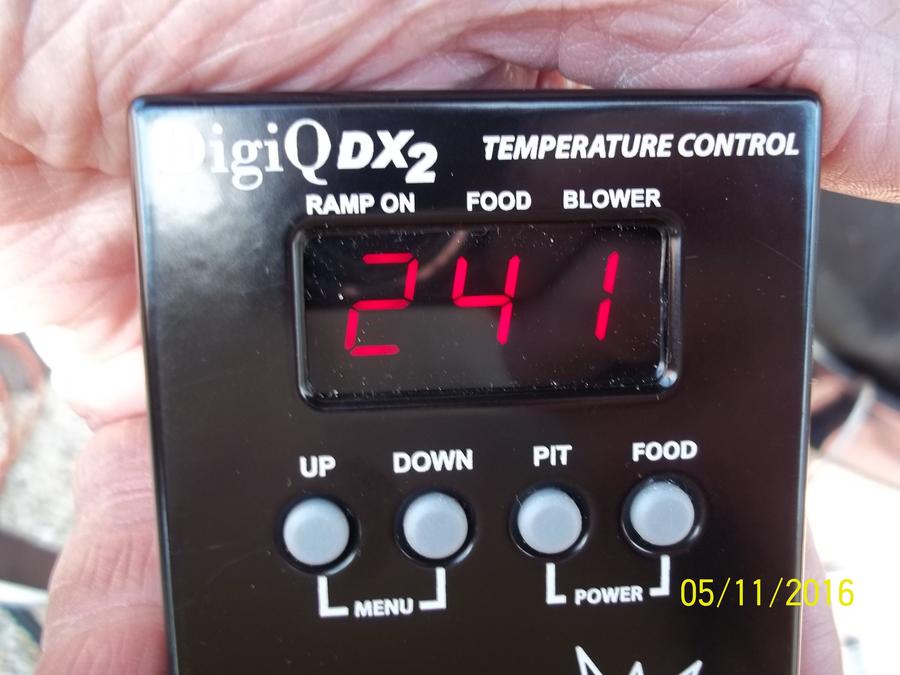 DigiQ DX2 TEMPERATURE CONTROL
RAMP ON FOOD BLOWER
241
UP DOWN PIT FOOD
MENU POWER
05/11/2016